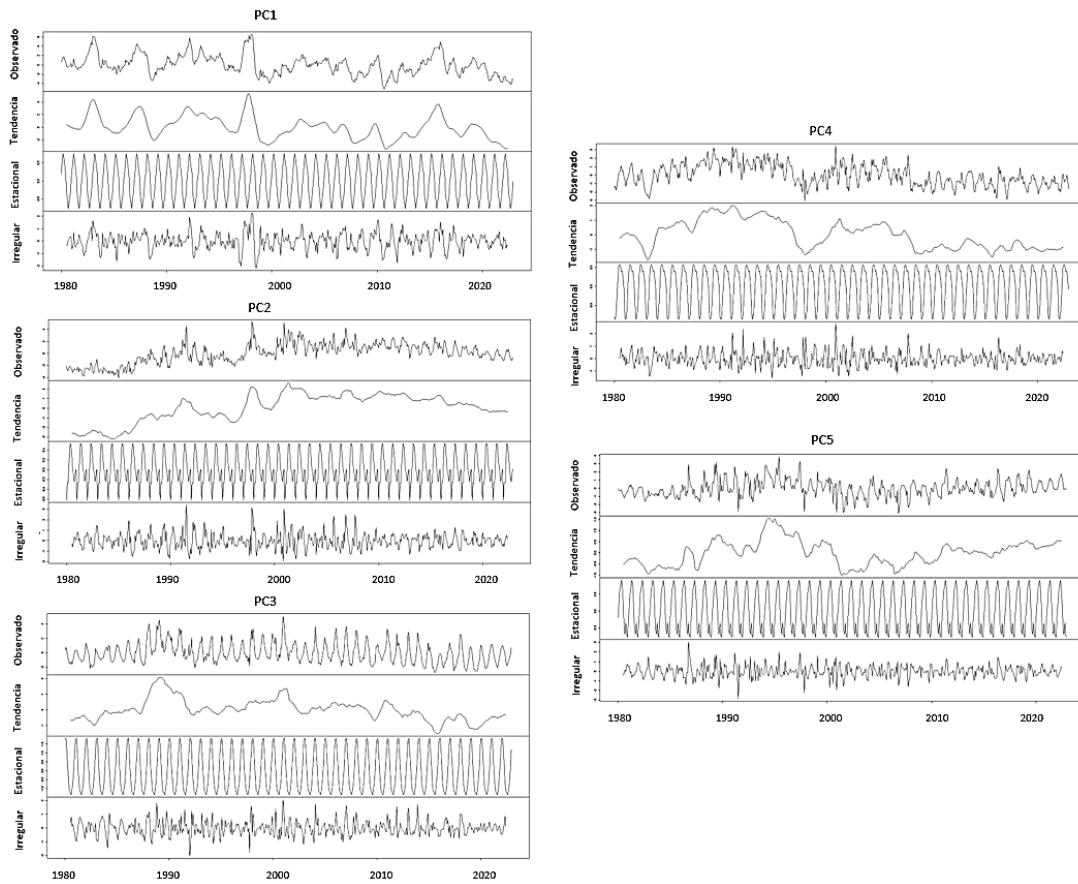 PC1
Observado
Tendencia
Estacional
Irregular
1980 1990 2000 2010 2020
PC2
Observado
Tendencia
Estacional
Irregular
1980 1990 2000 2010 2020
PC3
Observado
Tendencia
Estacional
Irregular
1980 1990 2000 2010 2020
PC4
Observado
Tendencia
Estacional
Irregular
1980 1990 2000 2010 2020
PC5
Observado
Tendencia
Estacional
Irregular
1980 1990 2000 2010 2020